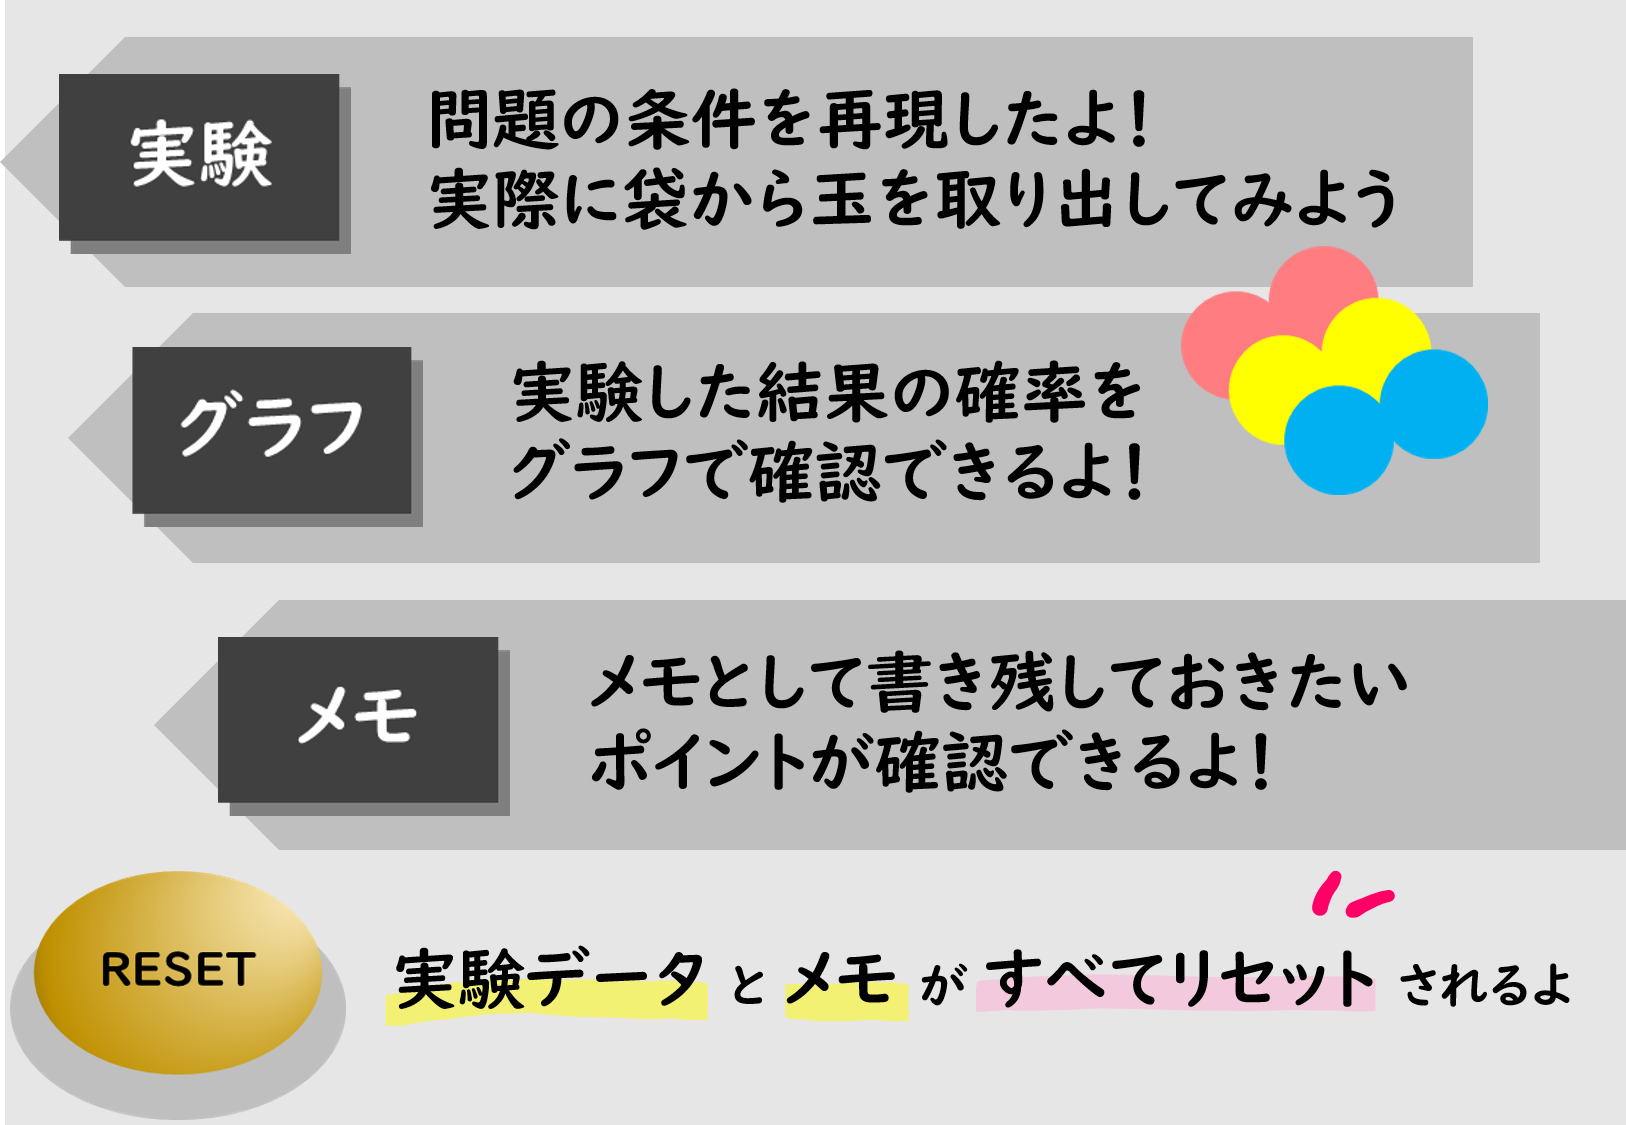 実験
問題の条件を再現したよ！
実際に袋から玉を取り出してみよう
グラフ
実験した結果の確率を
グラフで確認できるよ！
メモ
メモとして書き残しておきたい
ポイントが確認できるよ！
RESET
実験データ と メモ が すべてリセット されるよ